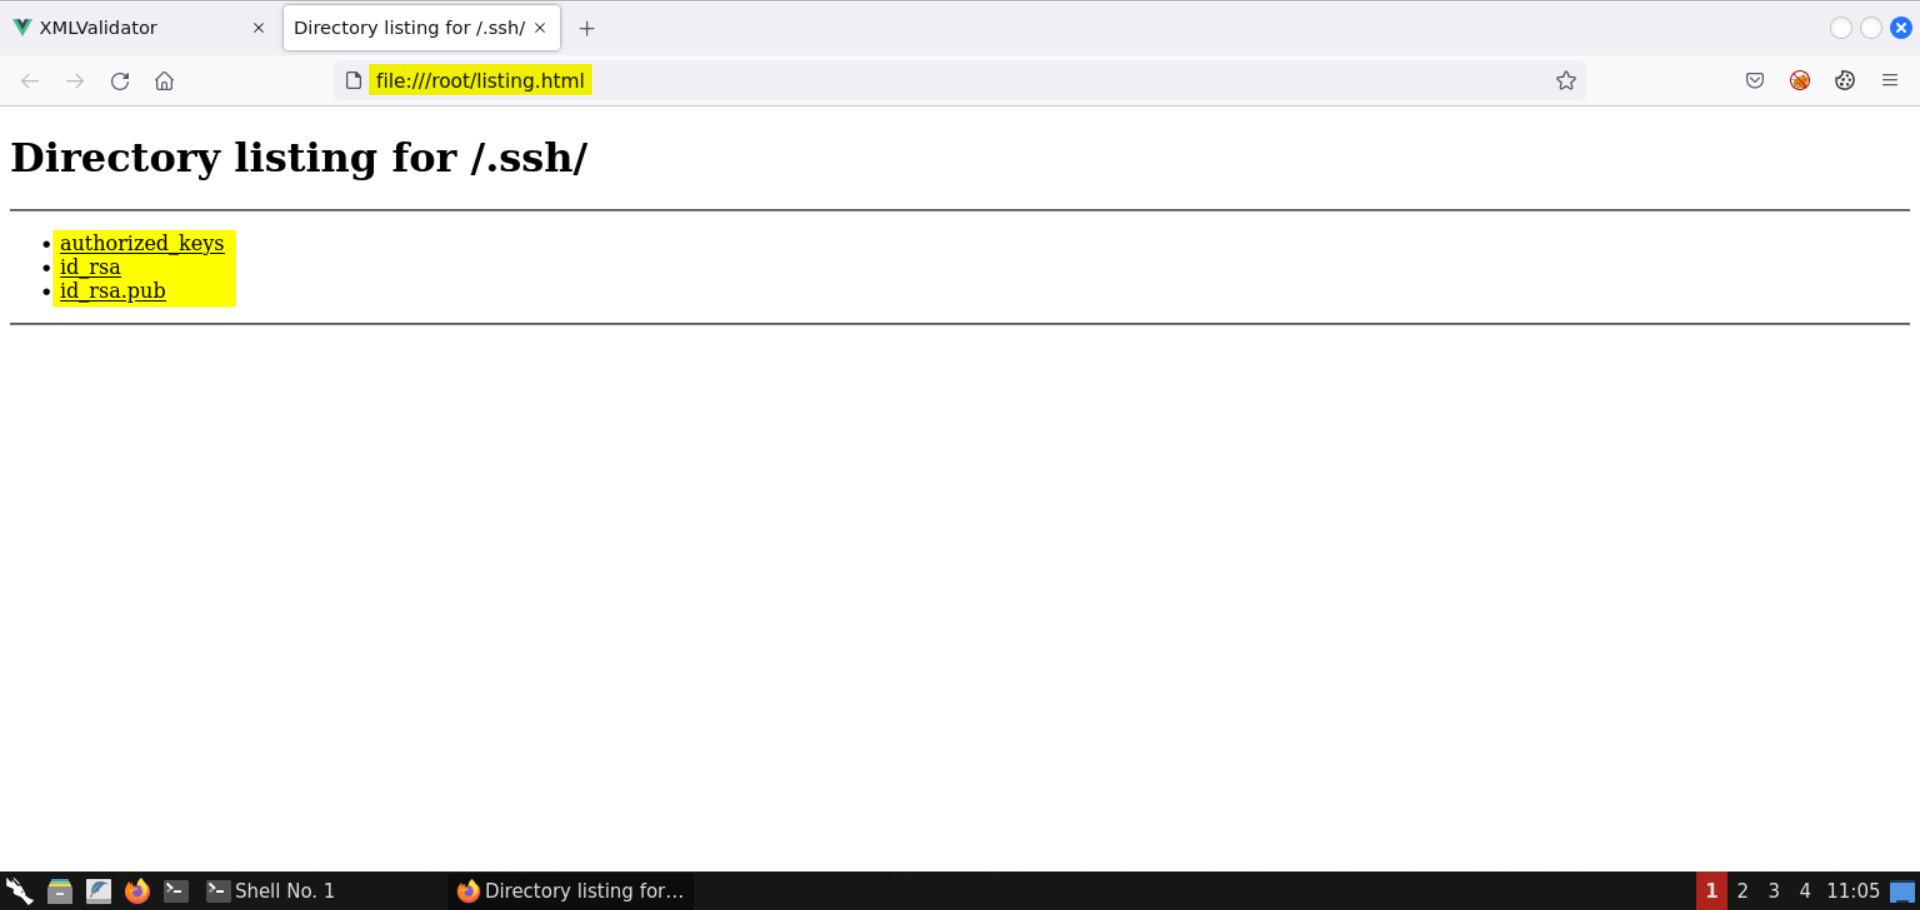 XMLValidator
Directory listing for /.ssh/
file:///root/listing.html
Directory listing for /.ssh/
authorized_keys
id_rsa
id_rsa.pub
Shell No. 1
Directory listing for...
1 2 3 4 11:05